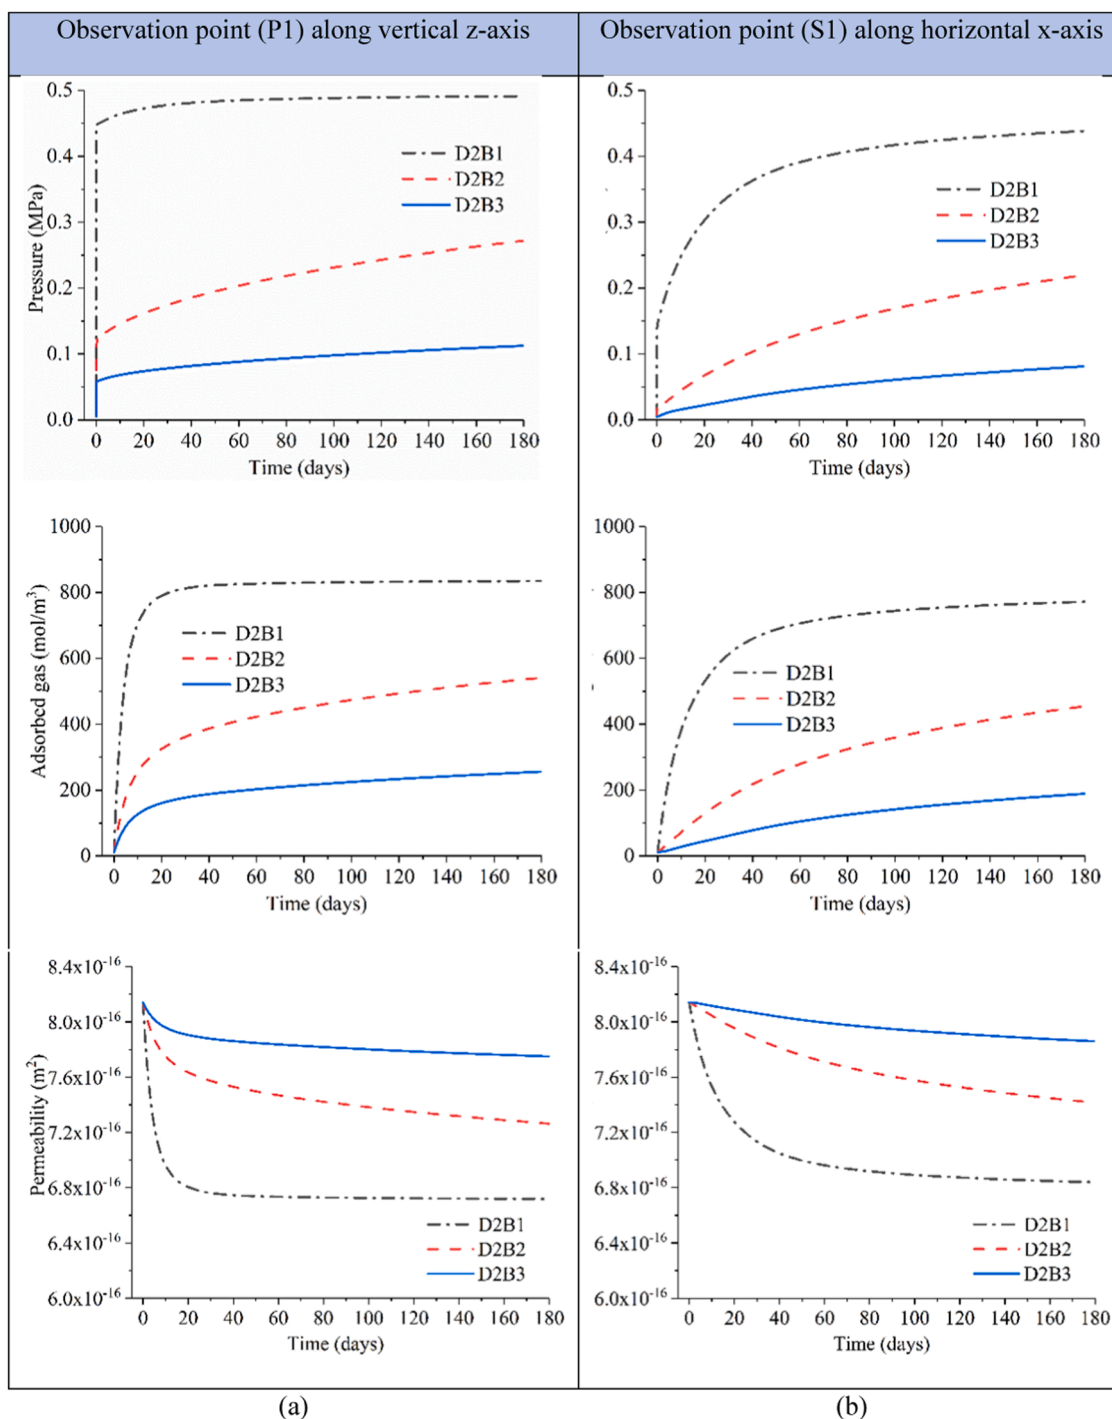 Observation point (P1) along vertical z-axis
Observation point (S1) along horizontal x-axis
0.5
0.4
0.3
0.2
0.1
0.0
Pressure (MPa)
D2B1
D2B2
D2B3
0 20 40 60 80 100 120 140 160 180
Time (days)
0.5
0.4
0.3
0.2
0.1
0.0
D2B1
D2B2
D2B3
0 20 40 60 80 100 120 140 160 180
Time (days)
1000
800
600
400
200
0
Adsorbed gas (mol/m³)
D2B1
D2B2
D2B3
0 20 40 60 80 100 120 140 160 180
Time (days)
1000
800
600
400
200
0
D2B1
D2B2
D2B3
0 20 40 60 80 100 120 140 160 180
Time (days)
8.4x10⁻¹⁶
8.0x10⁻¹⁶
7.6x10⁻¹⁶
7.2x10⁻¹⁶
6.8x10⁻¹⁶
6.4x10⁻¹⁶
6.0x10⁻¹⁶
Permeability (m²)
D2B1
D2B2
D2B3
0 20 40 60 80 100 120 140 160 180
Time (days)
8.4x10⁻¹⁶
8.0x10⁻¹⁶
7.6x10⁻¹⁶
7.2x10⁻¹⁶
6.8x10⁻¹⁶
6.4x10⁻¹⁶
6.0x10⁻¹⁶
D2B1
D2B2
D2B3
0 20 40 60 80 100 120 140 160 180
Time (days)
(a)
(b)